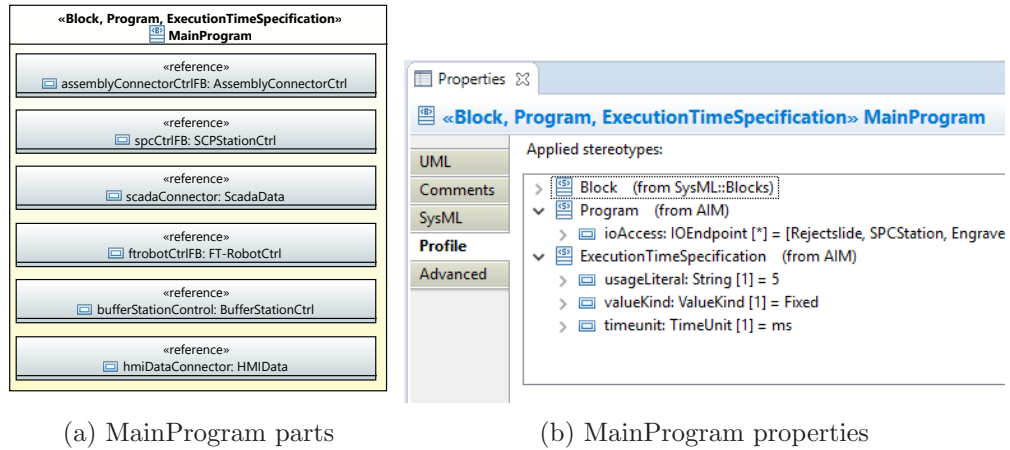 «Block, Program, ExecutionTimeSpecification»
MainProgram
«reference»
assemblyConnectorCtrlFB: AssemblyConnectorCtrl
«reference»
spcCtrlFB: SCPStationCtrl
«reference»
scadaConnector: ScadaData
«reference»
ftrobotCtrlFB: FT-RobotCtrl
«reference»
bufferStationControl: BufferStationCtrl
«reference»
hmiDataConnector: HMIData
(a) MainProgram parts
Properties
«Block, Program, ExecutionTimeSpecification» MainProgram
UML
Comments
SysML
Profile
Advanced
Applied stereotypes:
Block (from SysML::Blocks)
Program (from AIM)
ioAccess: IOEndpoint [*] = [Rejectslide, SPCStation, Engrave
ExecutionTimeSpecification (from AIM)
usageLiteral: String [1] = 5
valueKind: ValueKind [1] = Fixed
timeunit: TimeUnit [1] = ms
(b) MainProgram properties